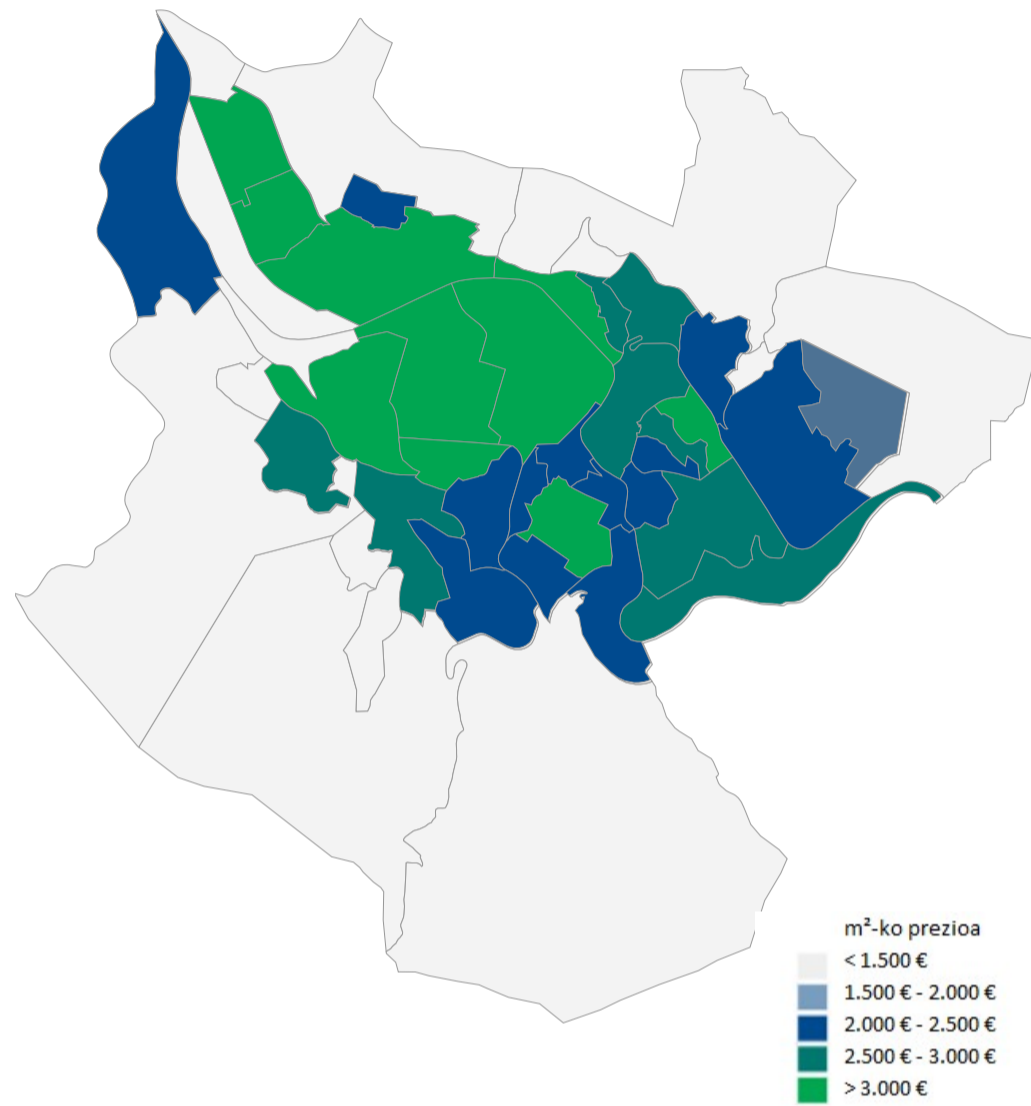 m²-ko prezioa
< 1.500 €
1.500 € - 2.000 €
2.000 € - 2.500 €
2.500 € - 3.000 €
> 3.000 €